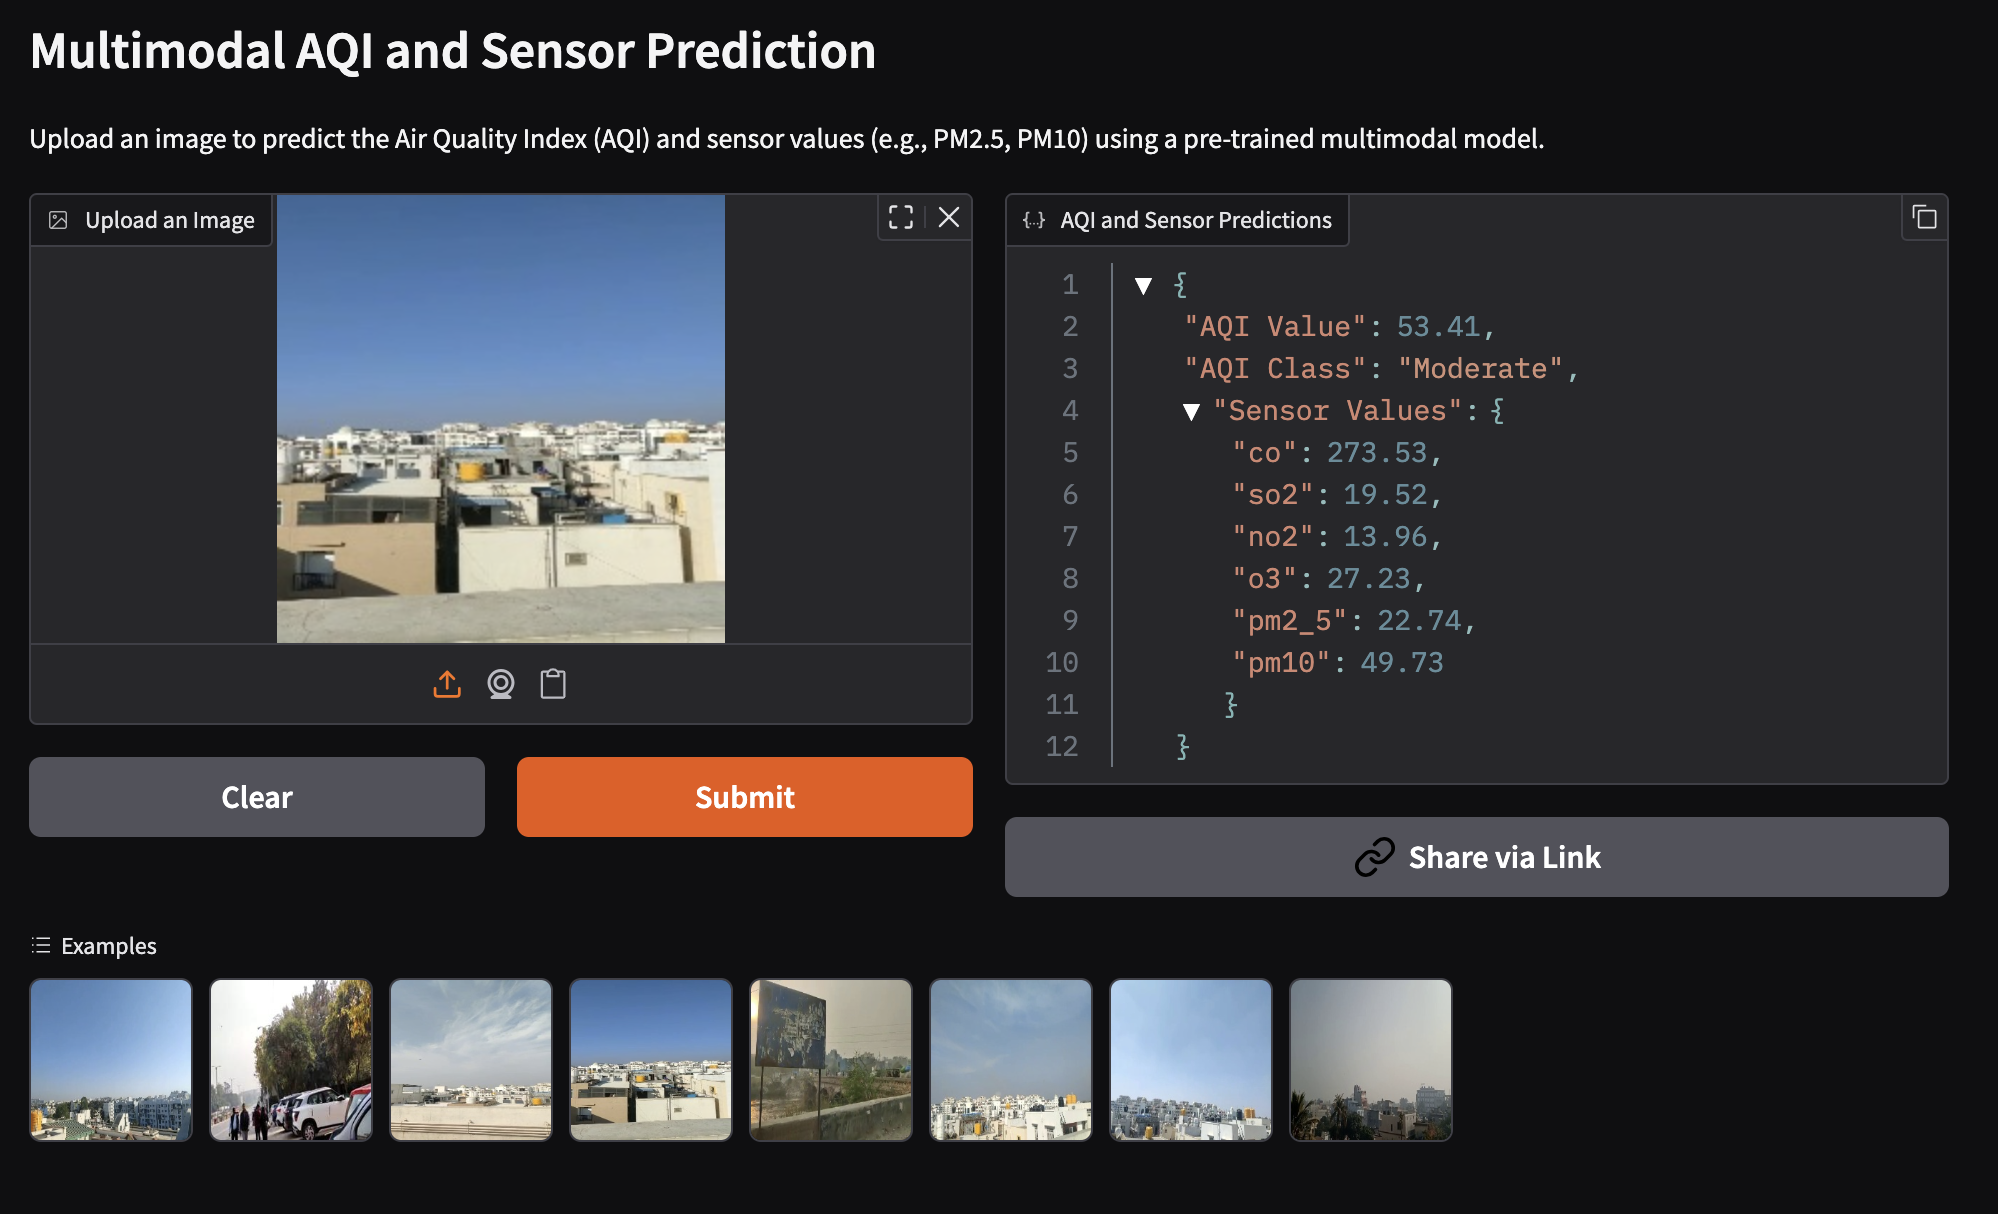 Multimodal AQI and Sensor Prediction
Upload an image to predict the Air Quality Index (AQI) and sensor values (e.g., PM2.5, PM10) using a pre-trained multimodal model.
Upload an Image
Clear
Submit
{..} AQI and Sensor Predictions
1 ▼ {
2 "AQI Value": 53.41,
3 "AQI Class": "Moderate",
4 ▼ "Sensor Values": {
5 "co": 273.53,
6 "so2": 19.52,
7 "no2": 13.96,
8 "o3": 27.23,
9 "pm2_5": 22.74,
10 "pm10": 49.73
11 }
12 }
Share via Link
Examples